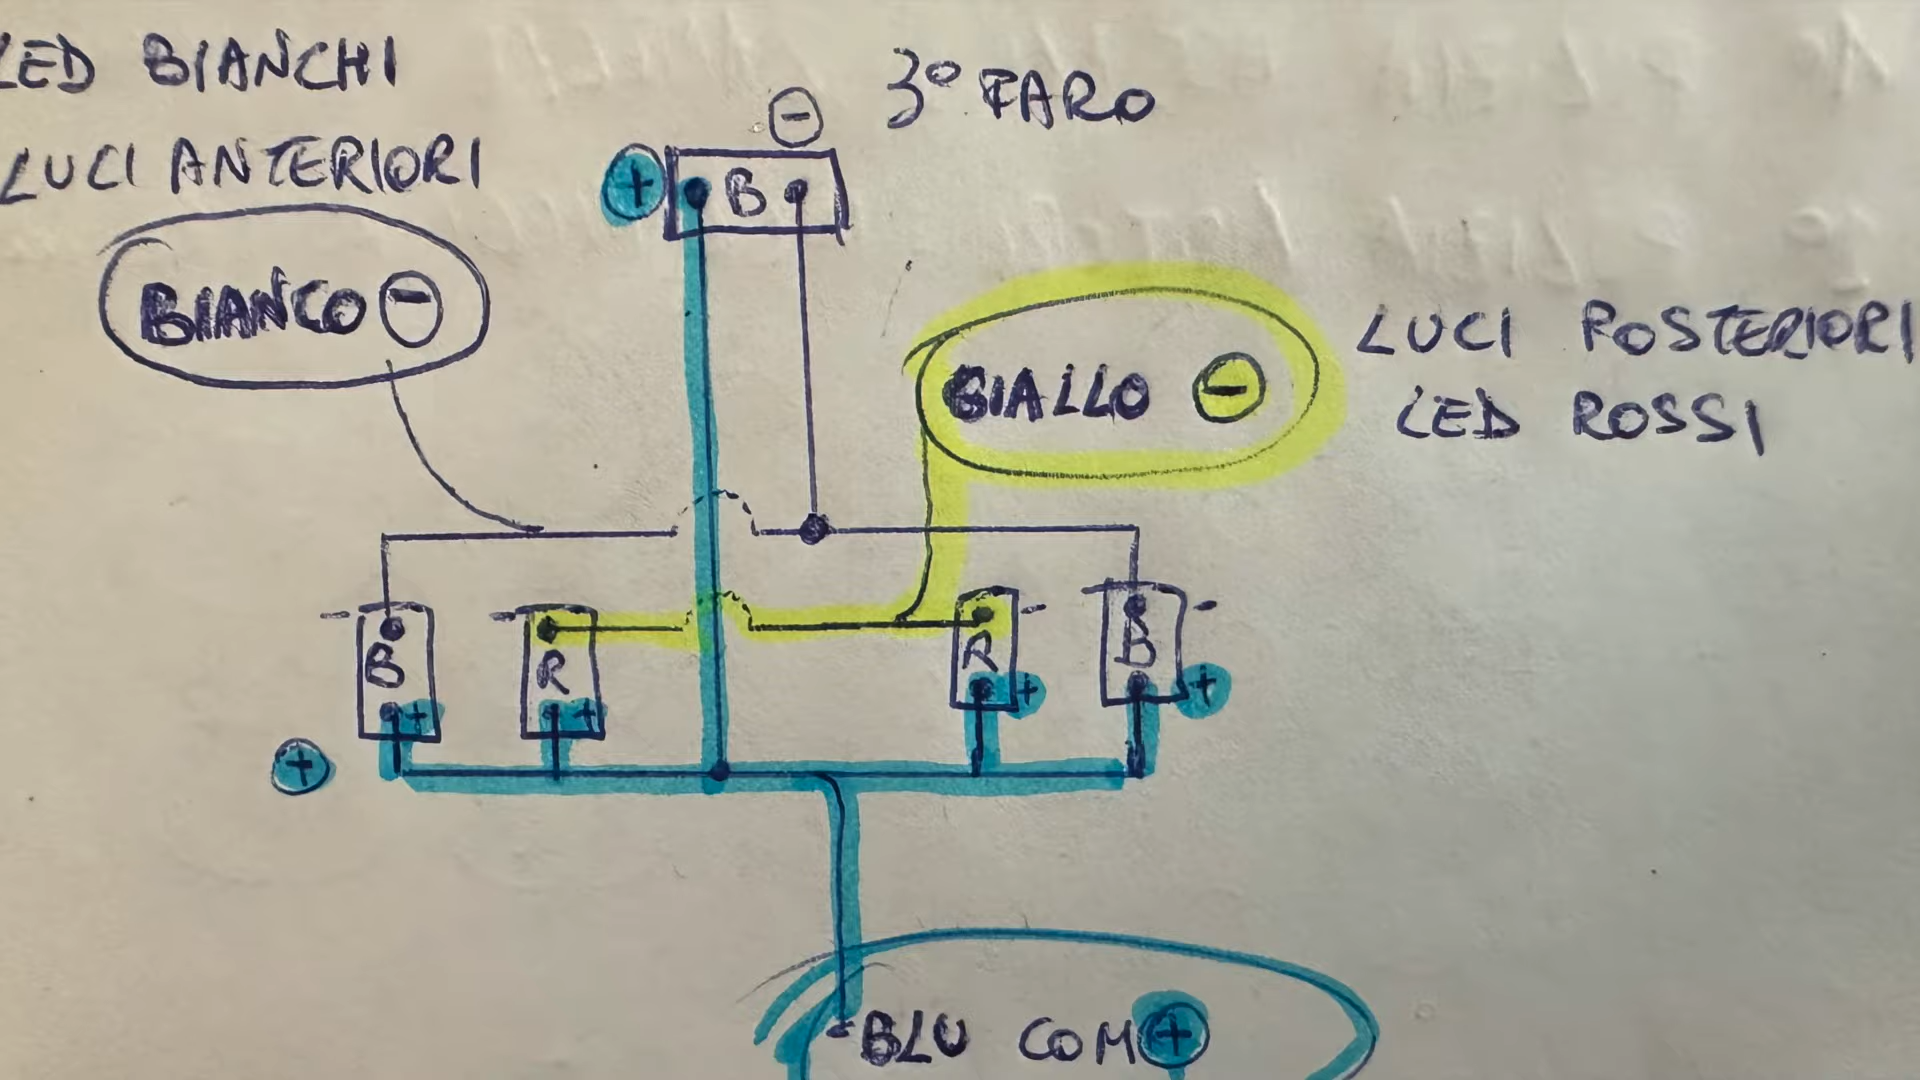 LED BIANCHI
LUCI ANTERIORI
BIANCO -
- 3° FARO
+ B
GIALLO -
LUCI POSTERIORI
LED ROSSI
- - - -
B R R B
+ + + +
+
BLU COM +